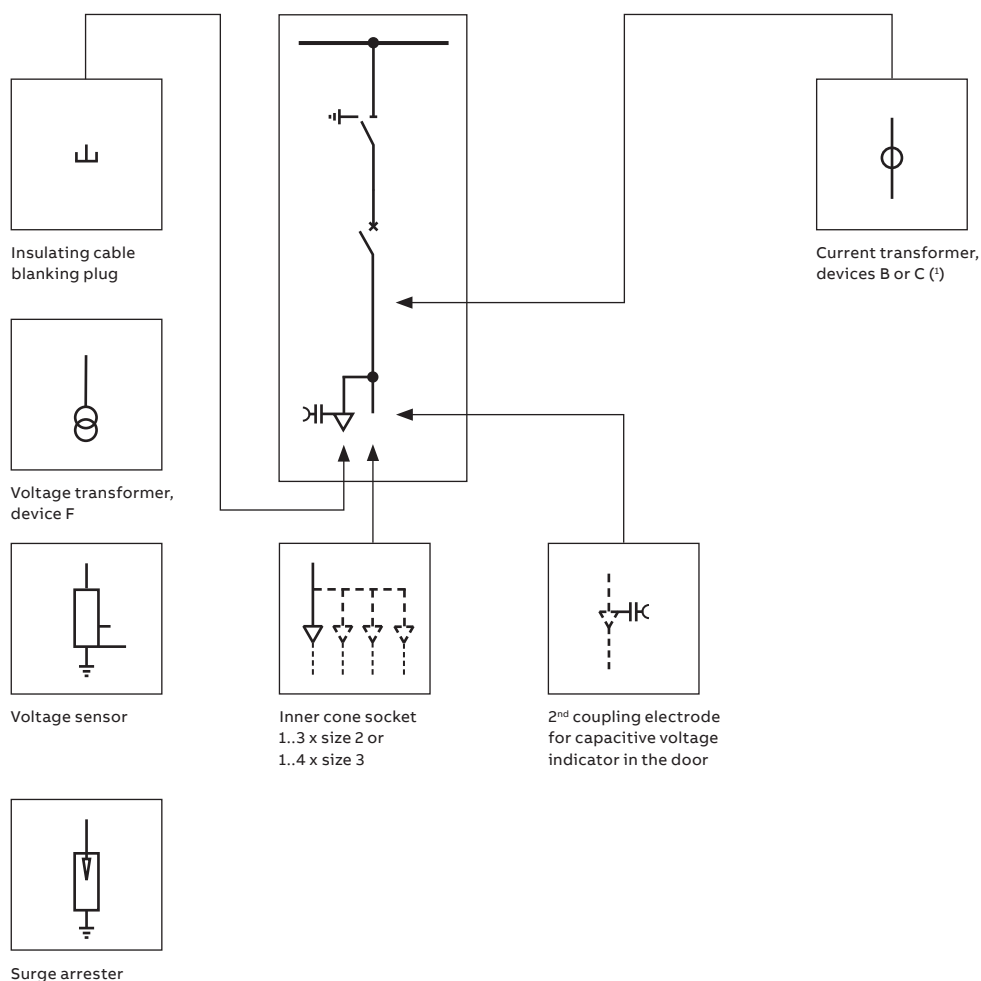 Insulating cable
blanking plug
Current transformer,
devices B or C (¹)
Voltage transformer,
device F
Voltage sensor
Inner cone socket
1..3 x size 2 or
1..4 x size 3
2ⁿᵈ coupling electrode
for capacitive voltage
indicator in the door
Surge arrester